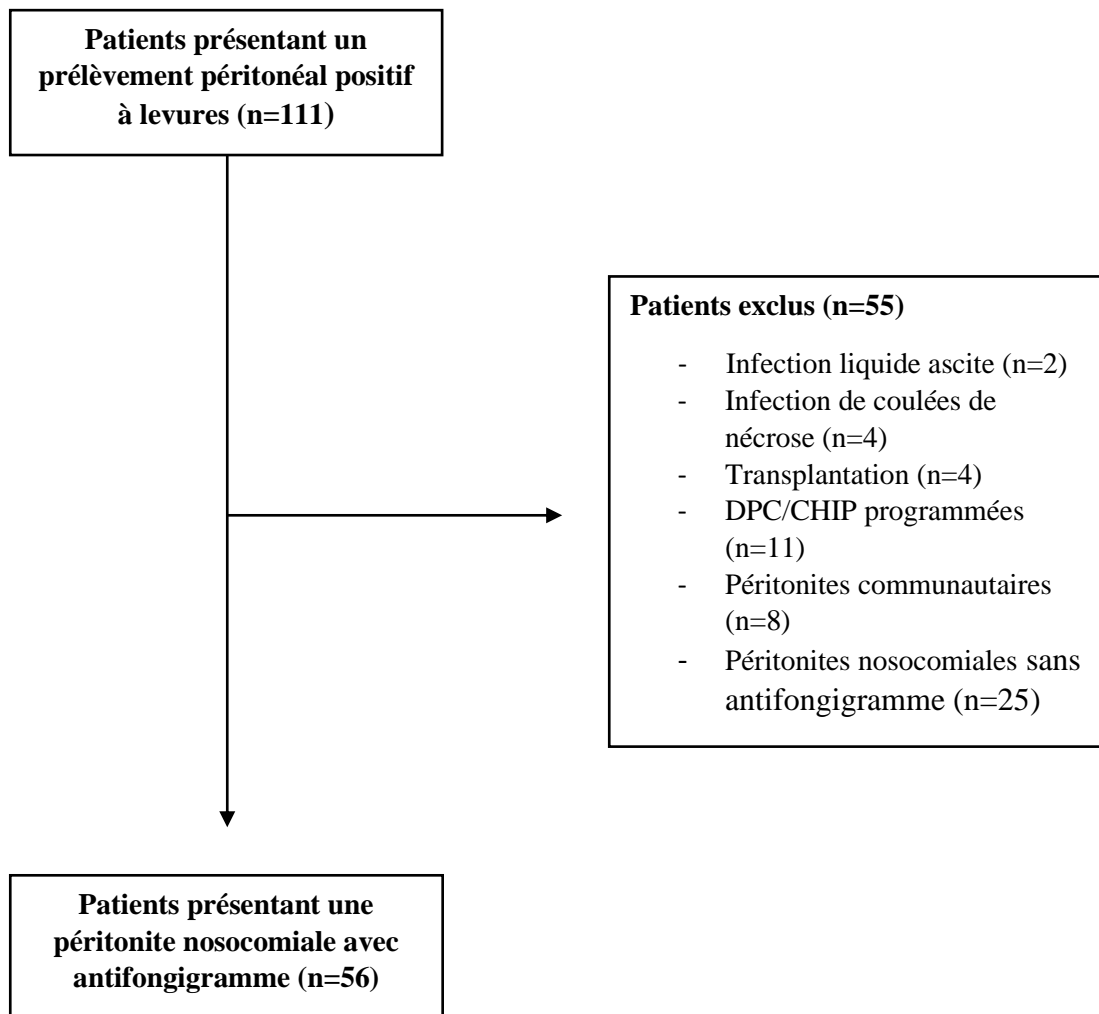 Patients présentant un
prélèvement péritonéal positif
à levures (n=111)
Patients exclus (n=55)
- Infection liquide ascite (n=2)
- Infection de coulées de
nécrose (n=4)
- Transplantation (n=4)
- DPC/CHIP programmées
(n=11)
- Péritonites communautaires
(n=8)
- Péritonites nosocomiales sans
antifongigramme (n=25)
Patients présentant une
péritonite nosocomiale avec
antifongigramme (n=56)